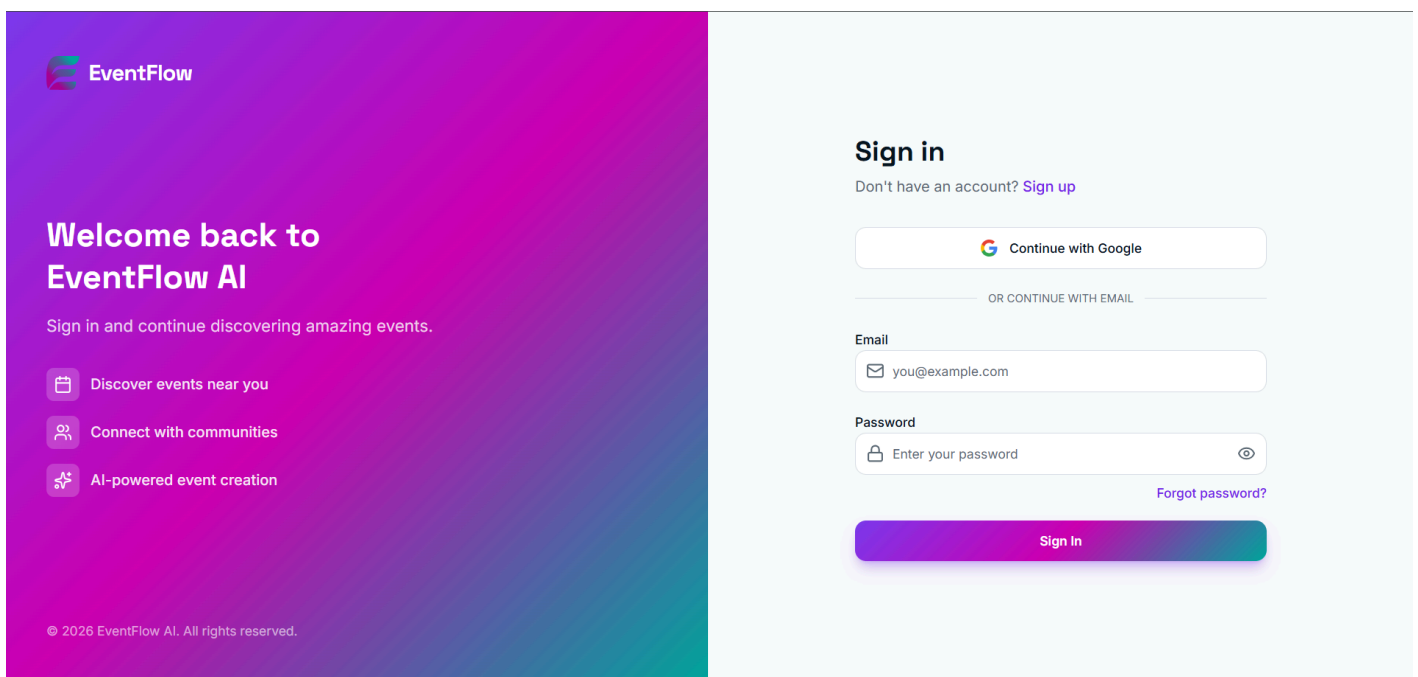 EventFlow
Welcome back to
EventFlow AI
Sign in and continue discovering amazing events.
Discover events near you
Connect with communities
AI-powered event creation
© 2026 EventFlow AI. All rights reserved.
Sign in
Don't have an account? Sign up
Continue with Google
OR CONTINUE WITH EMAIL
Email
you@example.com
Password
Enter your password
Forgot password?
Sign In